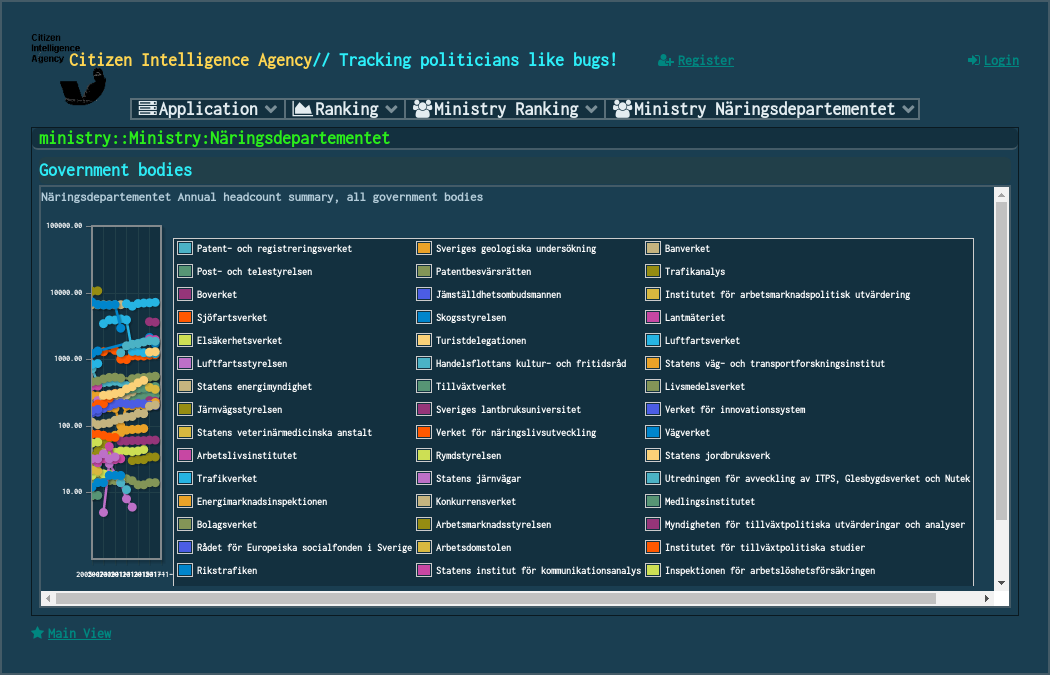 Citizen
Intelligence
Agency
Citizen Intelligence Agency// Tracking politicians like bugs!
Register
Login
Application
Ranking
Ministry Ranking
Ministry Näringsdepartementet
ministry::Ministry:Näringsdepartementet
Government bodies
Näringsdepartementet Annual headcount summary, all government bodies
100000.00
10000.00
1000.00
100.00
10.00
Patent- och registreringsverket Sveriges geologiska undersökning Banverket
Post- och telestyrelsen Patentbesvärsrätten Trafikanalys
Boverket Jämställdhetsombudsmannen Institutet för arbetsmarknadspolitisk utvärdering
Sjöfartsverket Skogsstyrelsen Lantmäteriet
Elsäkerhetsverket Turistdelegationen Luftfartsverket
Luftfartsstyrelsen Handelsflottans kultur- och fritidsråd Statens väg- och transportforskningsinstitut
Statens energimyndighet Tillväxtverket Livsmedelsverket
Järnvägsstyrelsen Sveriges lantbruksuniversitet Verket för innovationssystem
Statens veterinärmedicinska anstalt Verket för näringslivsutveckling Vägverket
Arbetslivsinstitutet Rymdstyrelsen Statens jordbruksverk
Trafikverket Statens järnvägar Utredningen för avveckling av ITPS, Glesbygdsverket och Nutek
Energimarknadsinspektionen Konkurrensverket Medlingsinstitutet
Bolagsverket Arbetsmarknadsstyrelsen Myndigheten för tillväxtpolitiska utvärderingar och analyser
Rådet för Europeiska socialfonden i Sverige Arbetsdomstolen Institutet för tillväxtpolitiska studier
Rikstrafiken Statens institut för kommunikationsanalys Inspektionen för arbetslöshetsförsäkringen
Main View